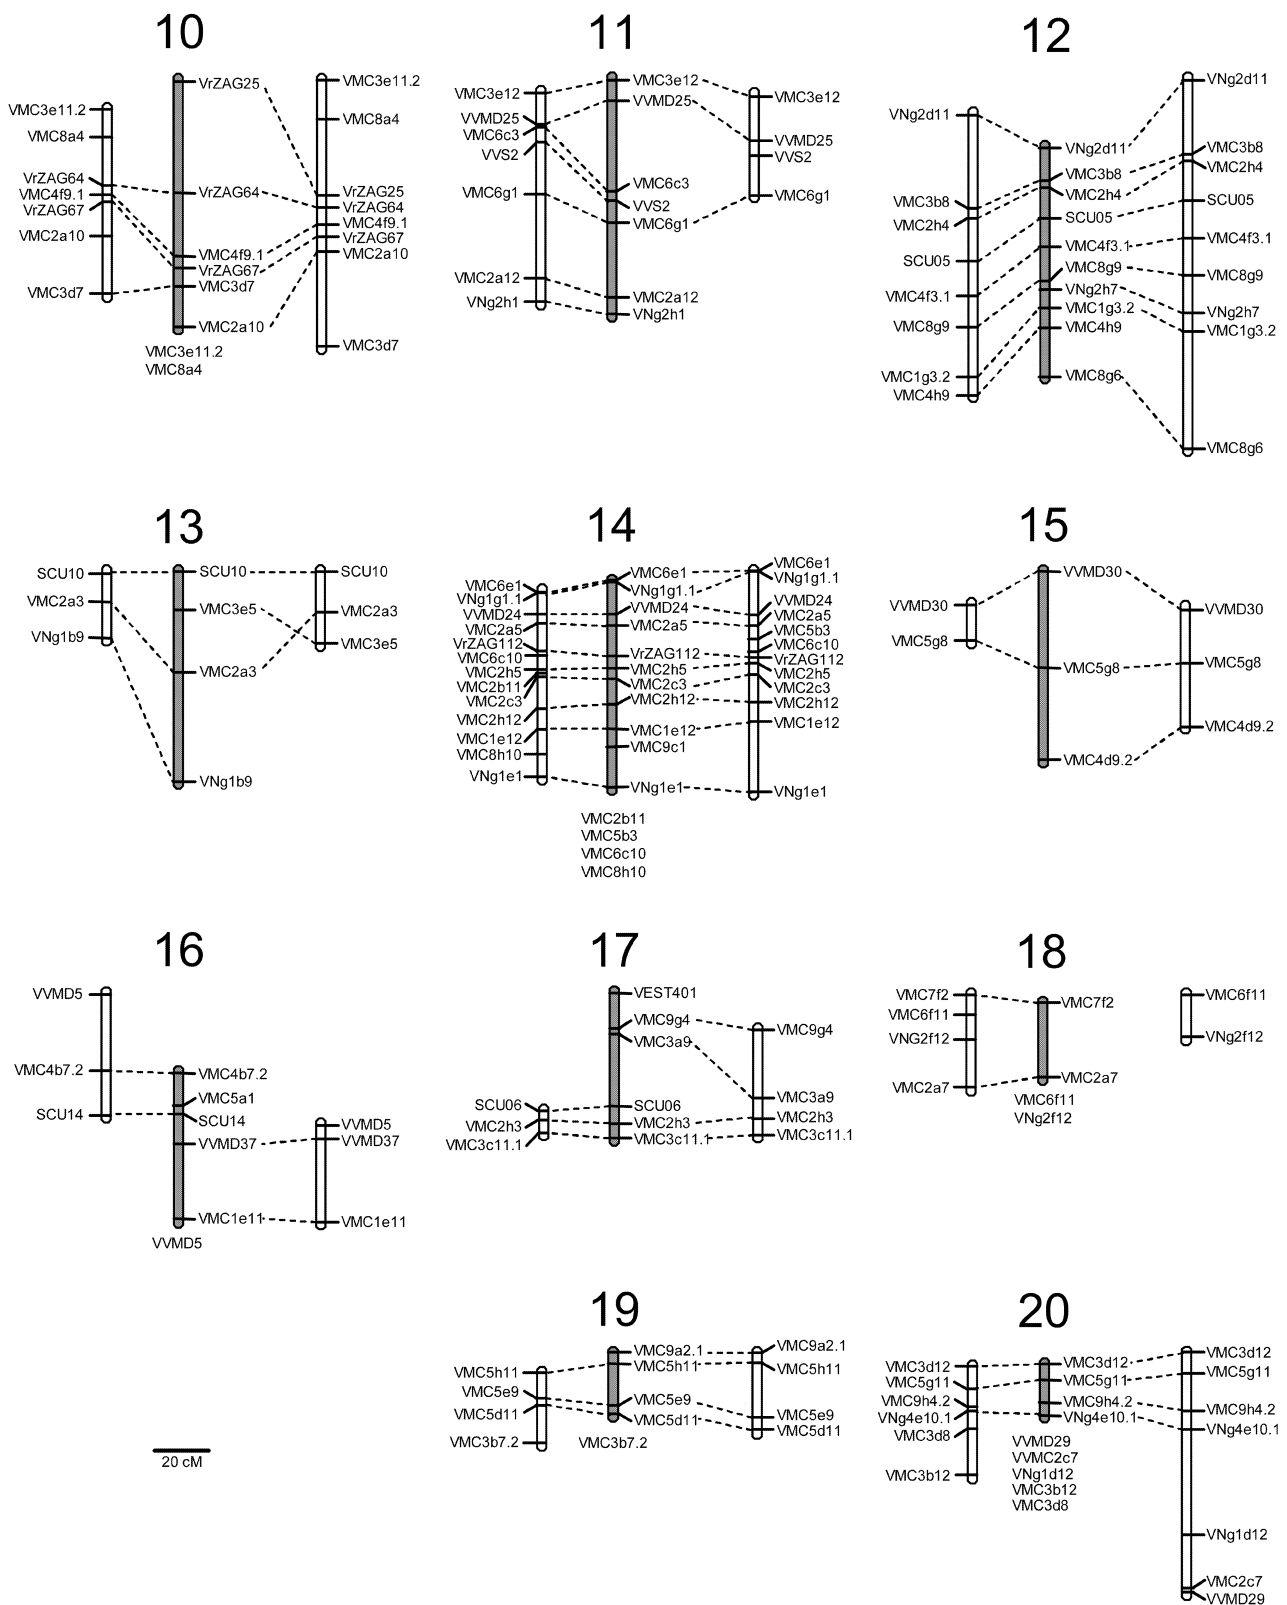 10
VMC3e11.2
VMC8a4
VrZAG64
VMC4f9.1
VrZAG67
VMC2a10
VMC3d7
VrZAG25
VrZAG64
VMC4f9.1
VrZAG67
VMC3d7
VMC2a10
VMC3e11.2
VMC8a4
VMC3e11.2
VMC8a4
VrZAG25
VrZAG64
VMC4f9.1
VrZAG67
VMC2a10
VMC3d7
11
VMC3e12
VVMD25
VMC6c3
VVS2
VMC6g1
VMC2a12
VNg2h1
VMC3e12
VVMD25
VMC6c3
VVS2
VMC6g1
VMC2a12
VNg2h1
VMC3e12
VVMD25
VVS2
VMC6g1
12
VNg2d11
VMC3b8
VMC2h4
SCU05
VMC4f3.1
VMC8g9
VMC1g3.2
VMC4h9
VNg2d11
VMC3b8
VMC2h4
SCU05
VMC4f3.1
VMC8g9
VNg2h7
VMC1g3.2
VMC4h9
VMC8g6
VNg2d11
VMC3b8
VMC2h4
SCU05
VMC4f3.1
VMC8g9
VNg2h7
VMC1g3.2
VMC8g6
13
SCU10
VMC2a3
VNg1b9
SCU10
VMC3e5
VMC2a3
VNg1b9
SCU10
VMC2a3
VMC3e5
14
VMC6e1
VNg1g1.1
VVMD24
VMC2a5
VrZAG112
VMC6c10
VMC2h5
VMC2b11
VMC2c3
VMC2h12
VMC1e12
VMC8h10
VNg1e1
VMC6e1
VNg1g1.1
VVMD24
VMC2a5
VrZAG112
VMC2h5
VMC2c3
VMC2h12
VMC1e12
VMC9c1
VNg1e1
VMC2b11
VMC5b3
VMC6c10
VMC8h10
VMC6e1
VNg1g1.1
VVMD24
VMC2a5
VMC5b3
VMC6c10
VrZAG112
VMC2h5
VMC2c3
VMC2h12
VMC1e12
VNg1e1
15
VVMD30
VMC5g8
VVMD30
VMC5g8
VMC4d9.2
VVMD30
VMC5g8
VMC4d9.2
16
VVMD5
VMC4b7.2
SCU14
VMC4b7.2
VMC5a1
SCU14
VVMD37
VMC1e11
VVMD5
VVMD5
VVMD37
VMC1e11
17
SCU06
VMC2h3
VMC3c11.1
VEST401
VMC9g4
VMC3a9
SCU06
VMC2h3
VMC3c11.1
VMC9g4
VMC3a9
VMC2h3
VMC3c11.1
18
VMC7f2
VMC6f11
VNG2f12
VMC2a7
VMC7f2
VMC2a7
VMC6f11
VNg2f12
VMC6f11
VNg2f12
19
VMC5h11
VMC5e9
VMC5d11
VMC3b7.2
VMC9a2.1
VMC5h11
VMC5e9
VMC5d11
VMC3b7.2
VMC9a2.1
VMC5h11
VMC5e9
VMC5d11
20
VMC3d12
VMC5g11
VMC9h4.2
VNg4e10.1
VMC3d8
VMC3b12
VMC3d12
VMC5g11
VMC9h4.2
VNg4e10.1
VVMD29
VVMC2c7
VNg1d12
VMC3b12
VMC3d8
VMC3d12
VMC5g11
VMC9h4.2
VNg4e10.1
VNg1d12
VMC2c7
VVMD29
20 cM